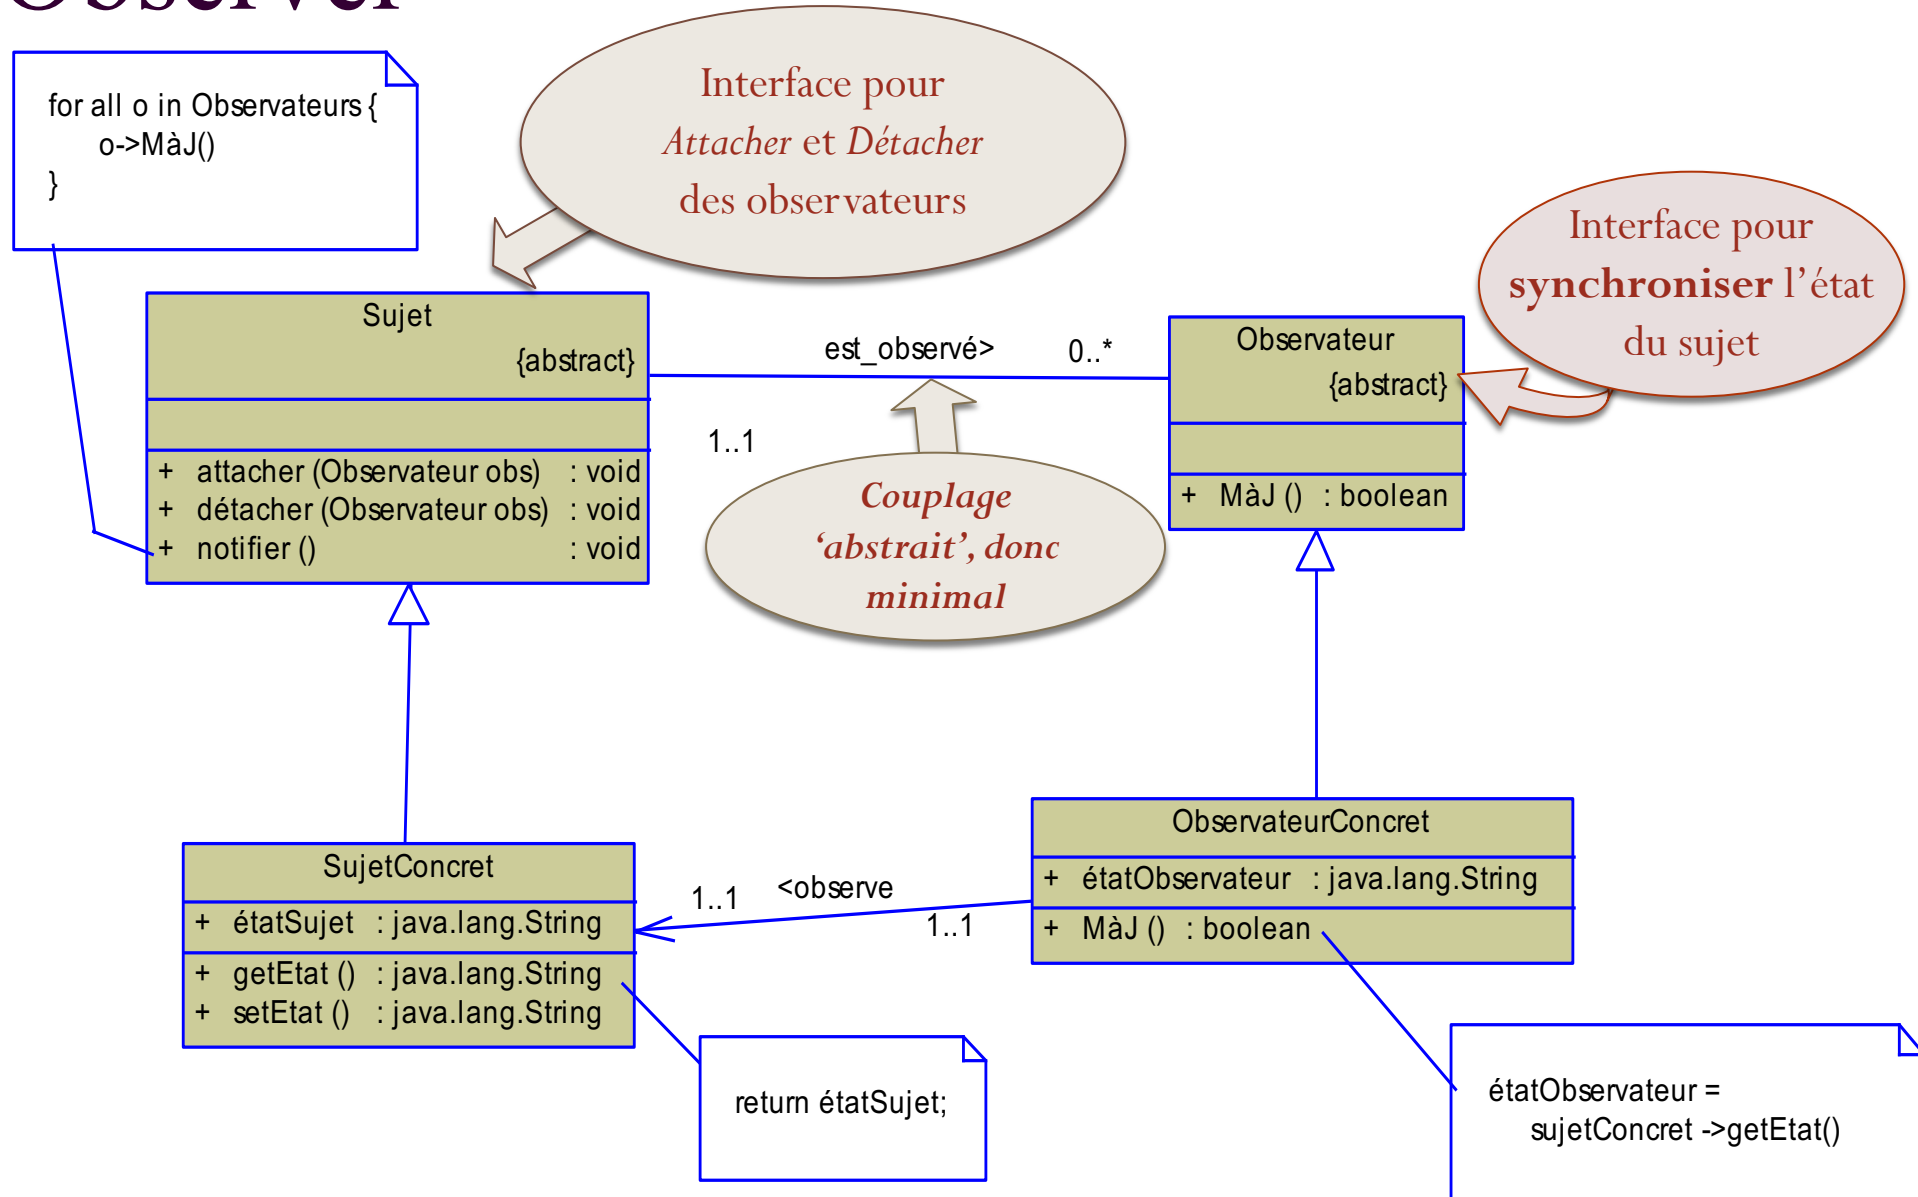 Observer
for all o in Observateurs {
o->MàJ()
}
Interface pour
Attacher et Détacher
des observateurs
Interface pour
synchroniser l’état
du sujet
Sujet
{abstract}
+ attacher (Observateur obs) : void
+ détacher (Observateur obs) : void
+ notifier () : void
est_observé>
0..*
1..1
Observateur
{abstract}
+ MàJ () : boolean
Couplage
‘abstrait’, donc
minimal
SujetConcret
+ étatSujet : java.lang.String
+ getEtat () : java.lang.String
+ setEtat () : java.lang.String
1..1
<observe
1..1
ObservateurConcret
+ étatObservateur : java.lang.String
+ MàJ () : boolean
return étatSujet;
étatObservateur =
sujetConcret ->getEtat()